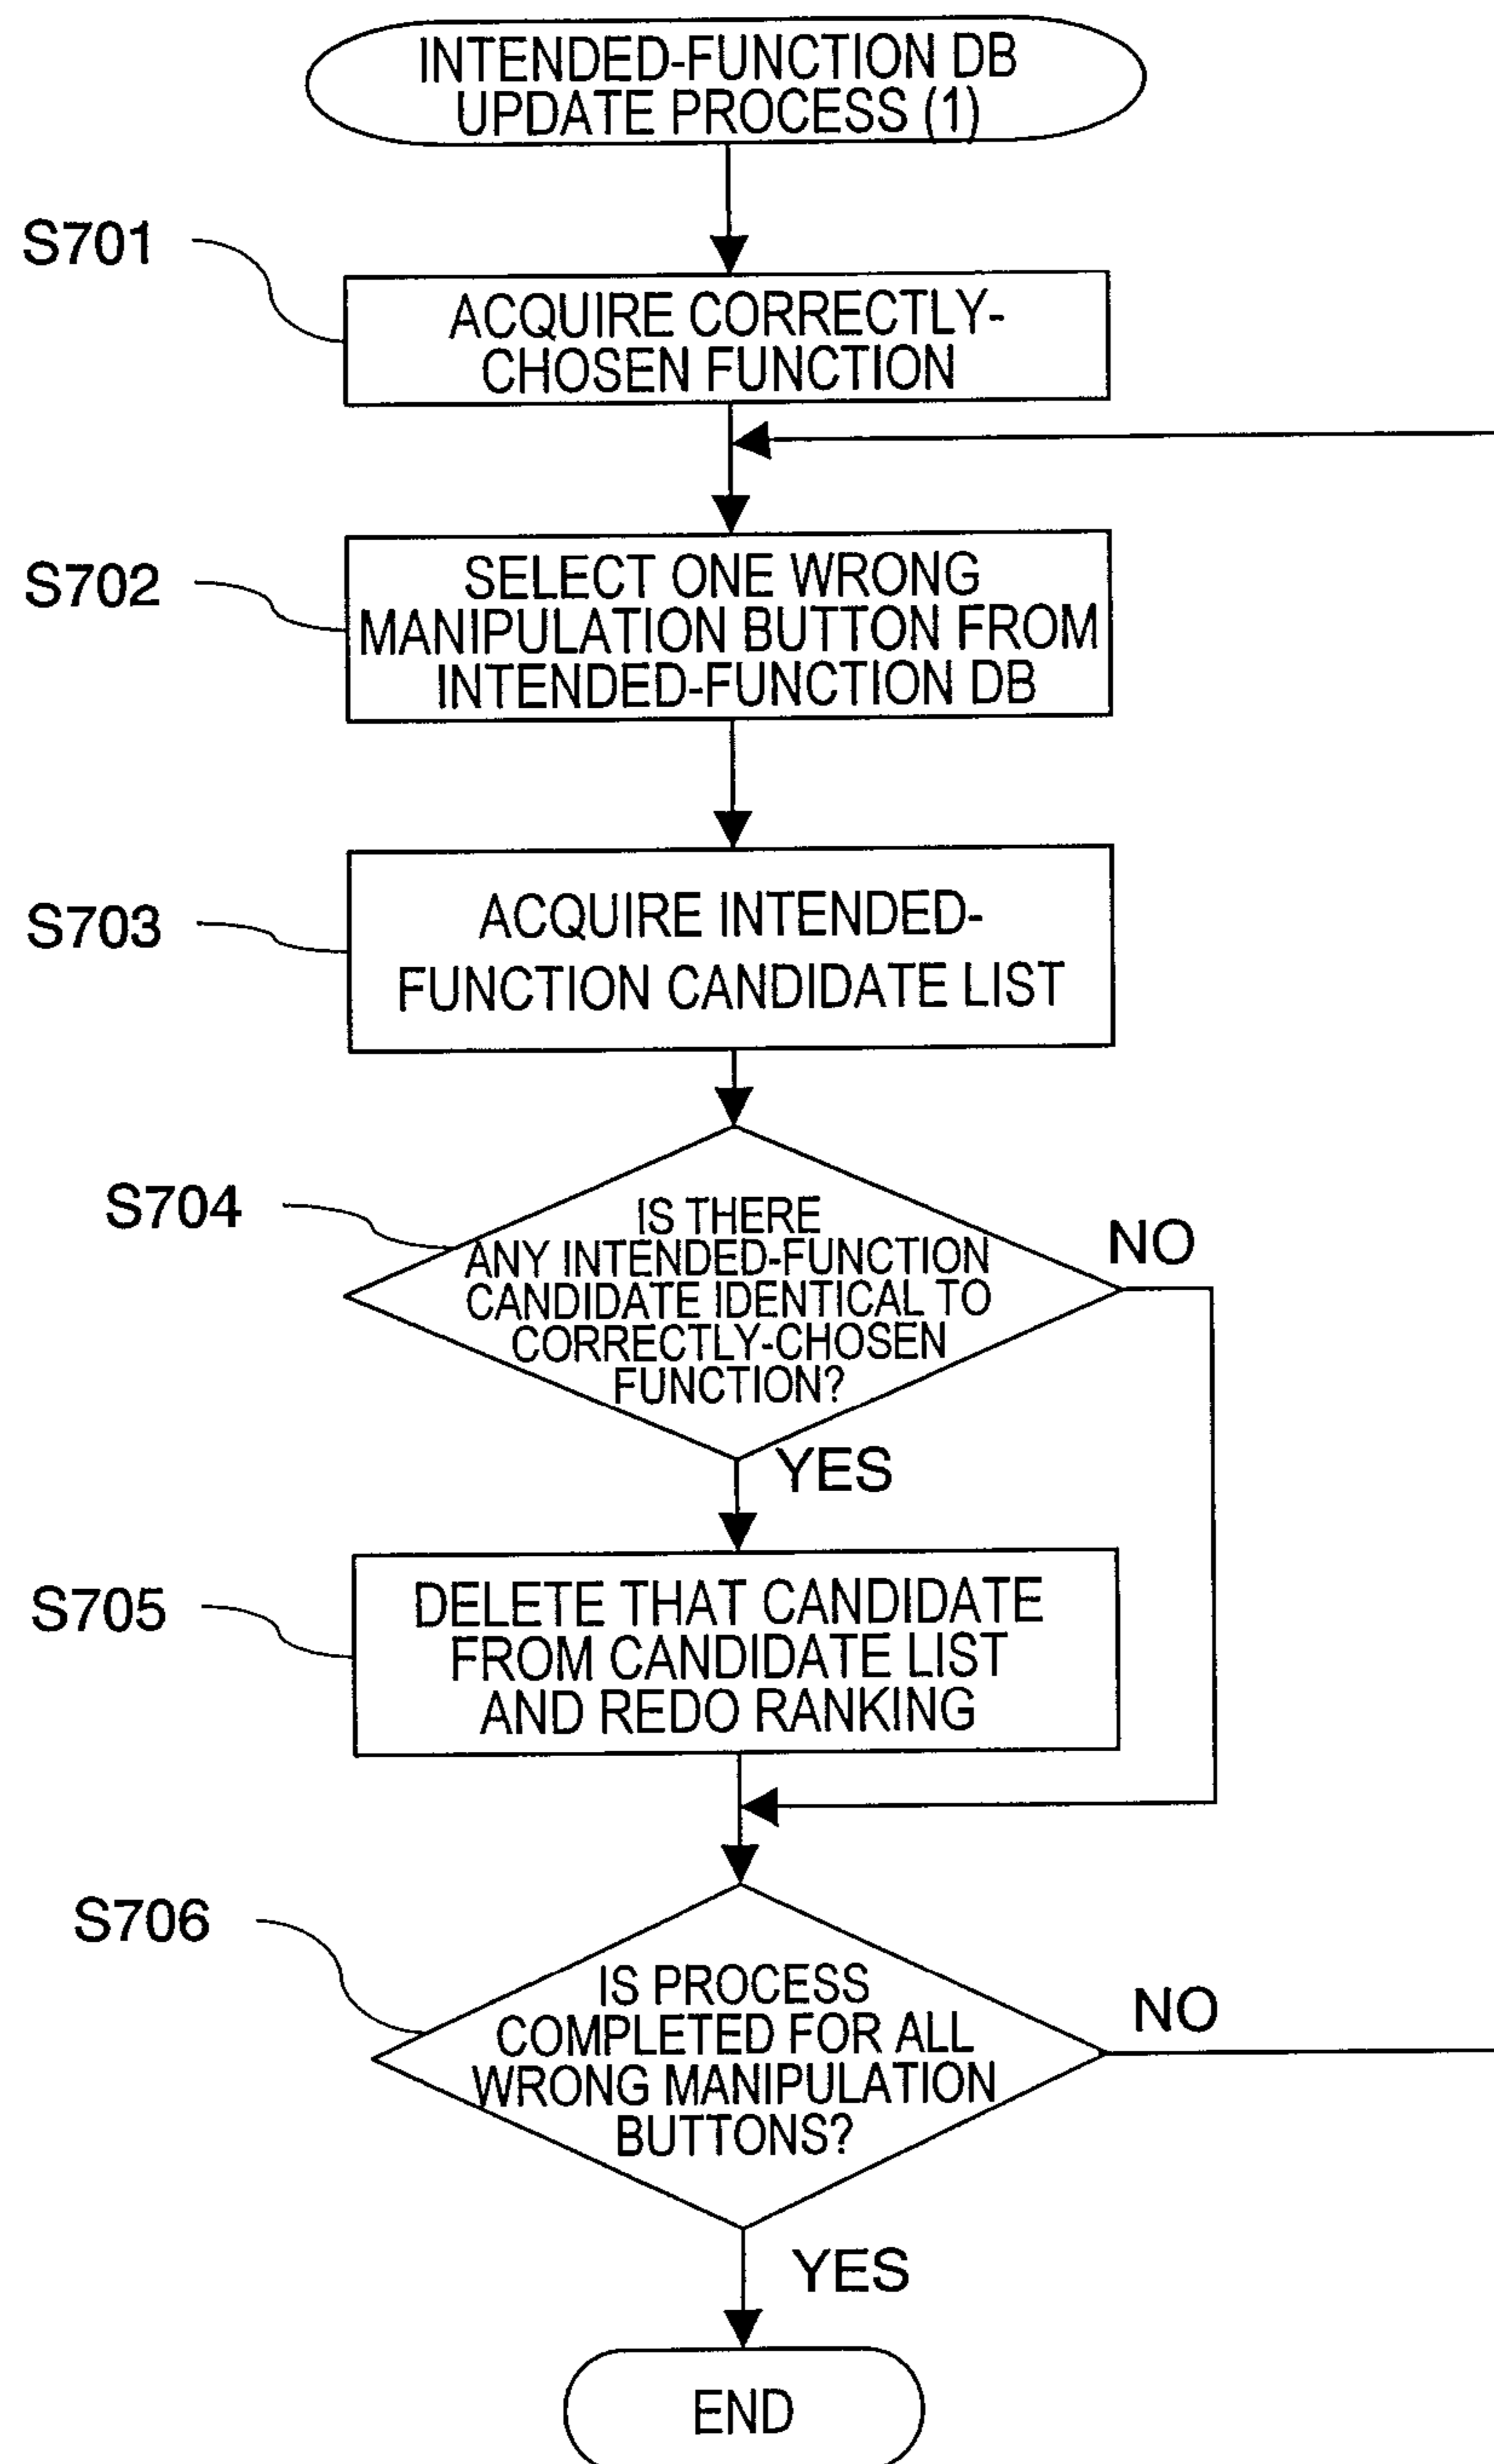 INTENDED-FUNCTION DB
UPDATE PROCESS (1)
S701
ACQUIRE CORRECTLY-
CHOSEN FUNCTION
S702
SELECT ONE WRONG
MANIPULATION BUTTON FROM
INTENDED-FUNCTION DB
S703
ACQUIRE INTENDED-
FUNCTION CANDIDATE LIST
S704
IS THERE
ANY INTENDED-FUNCTION
CANDIDATE IDENTICAL TO
CORRECTLY-CHOSEN
FUNCTION?
NO
YES
S705
DELETE THAT CANDIDATE
FROM CANDIDATE LIST
AND REDO RANKING
S706
IS PROCESS
COMPLETED FOR ALL
WRONG MANIPULATION
BUTTONS?
NO
YES
END